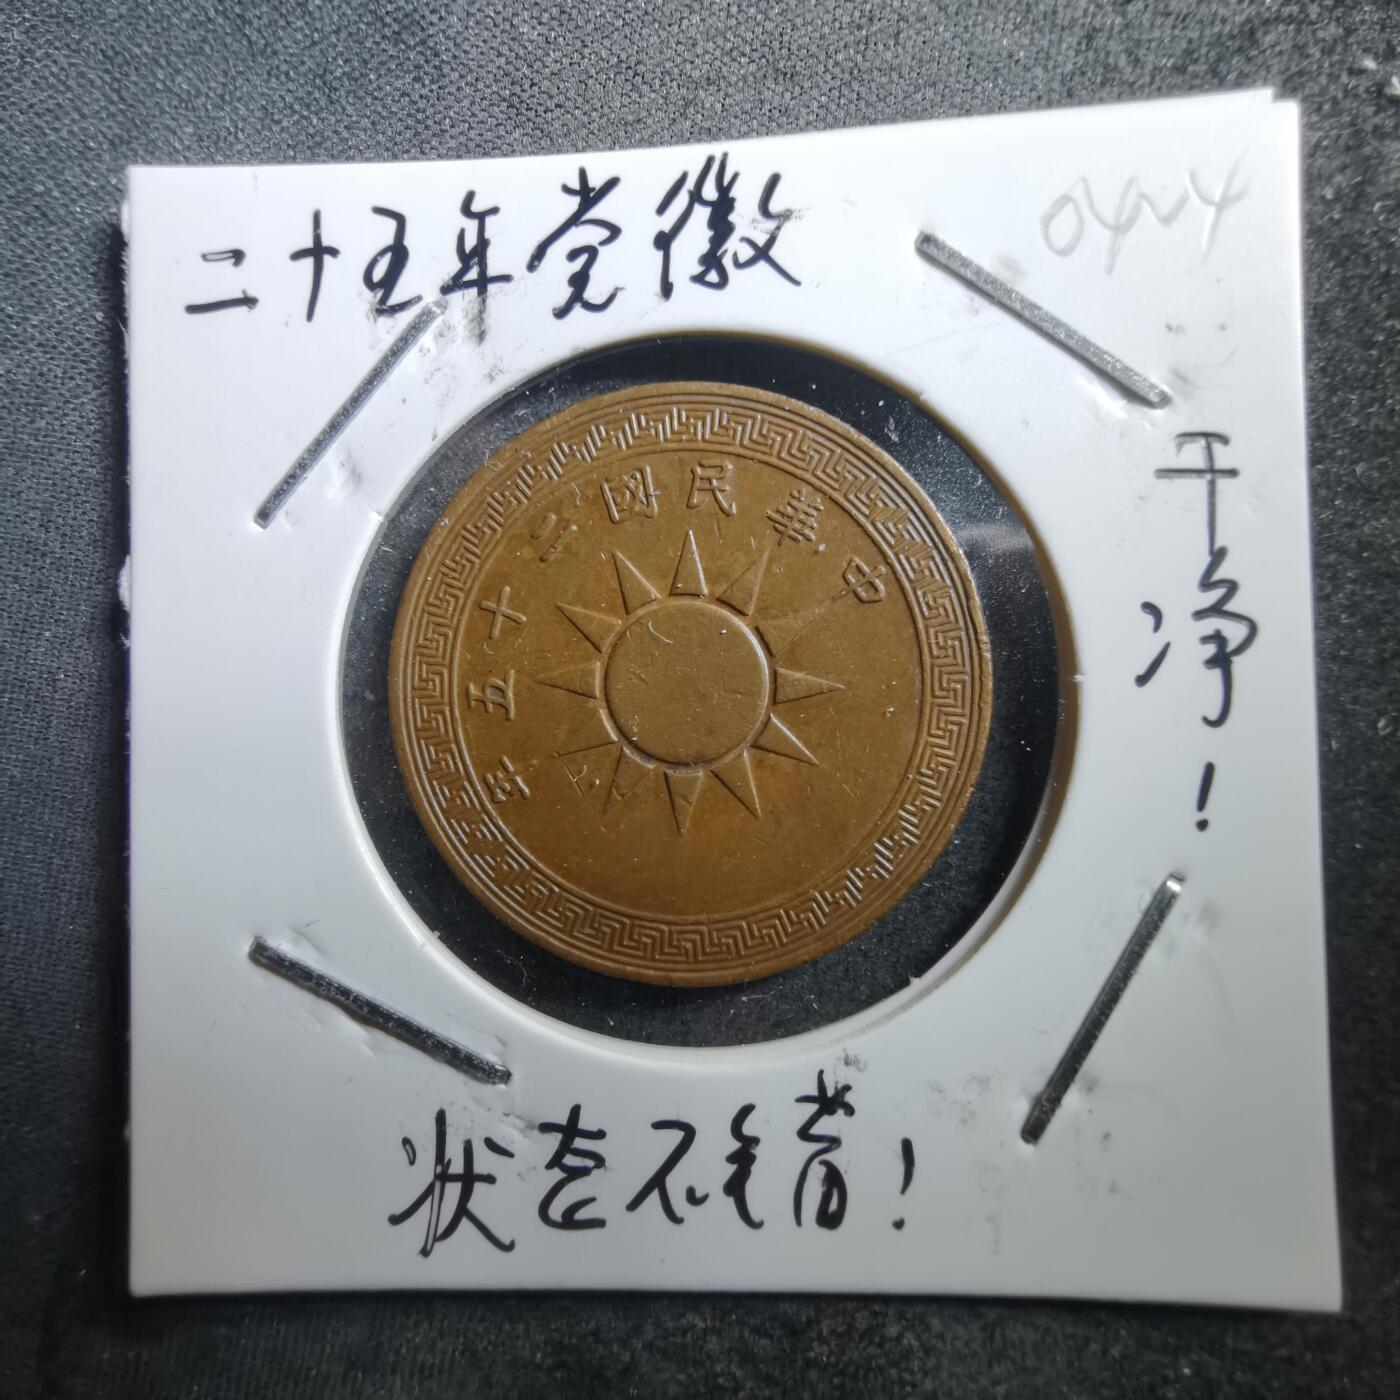 二十五年党徽
0424
干净！
中華民國二十五年
状态不错！